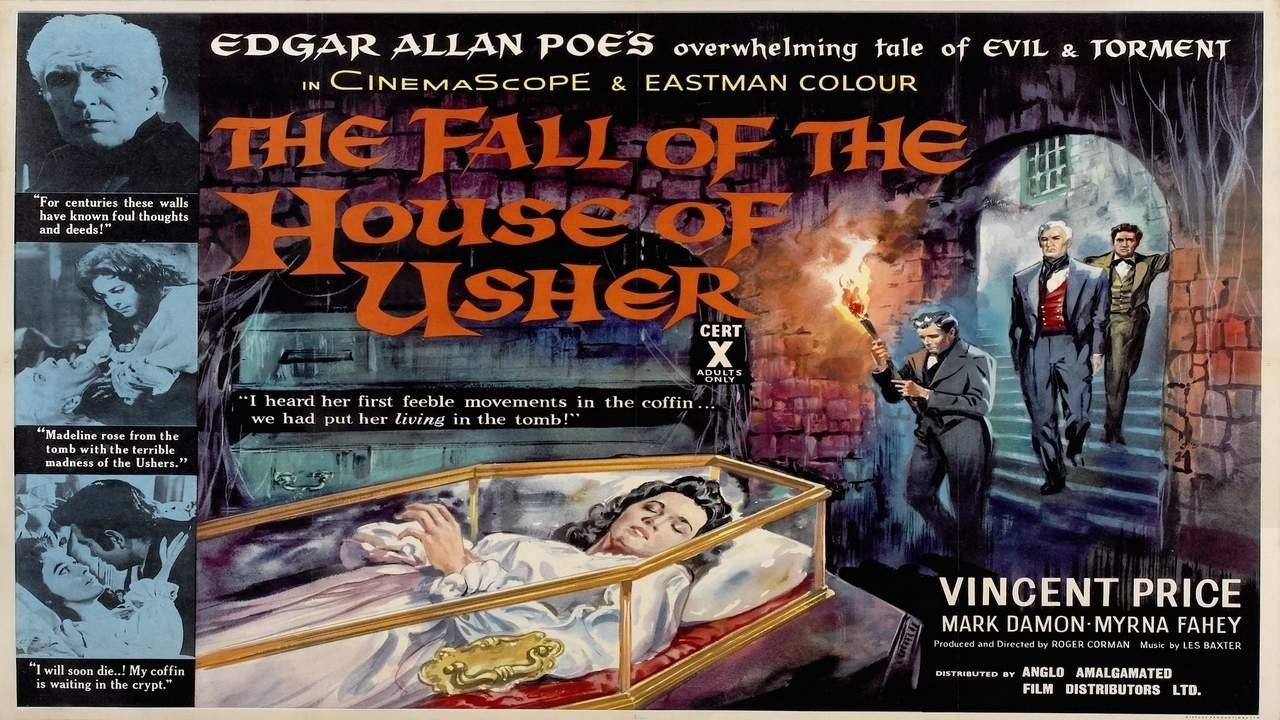 EDGAR ALLAN POE'S overwhelming tale of EVIL & TORMENT
IN CINEMASCOPE & EASTMAN COLOUR
THE FALL OF THE
HOUSE OF
USHER
CERT
X
ADULTS
ONLY
"I heard her first feeble movements in the coffin...
we had put her living in the tomb!"
"For centuries these walls
have known foul thoughts
and deeds!"
"Madeline rose from the
tomb with the terrible
madness of the Ushers."
"I will soon die..! My coffin
is waiting in the crypt."
VINCENT PRICE
MARK DAMON · MYRNA FAHEY
Produced and Directed by ROGER CORMAN Music by LES BAXTER
DISTRIBUTED BY ANGLO AMALGAMATED
FILM DISTRIBUTORS LTD.